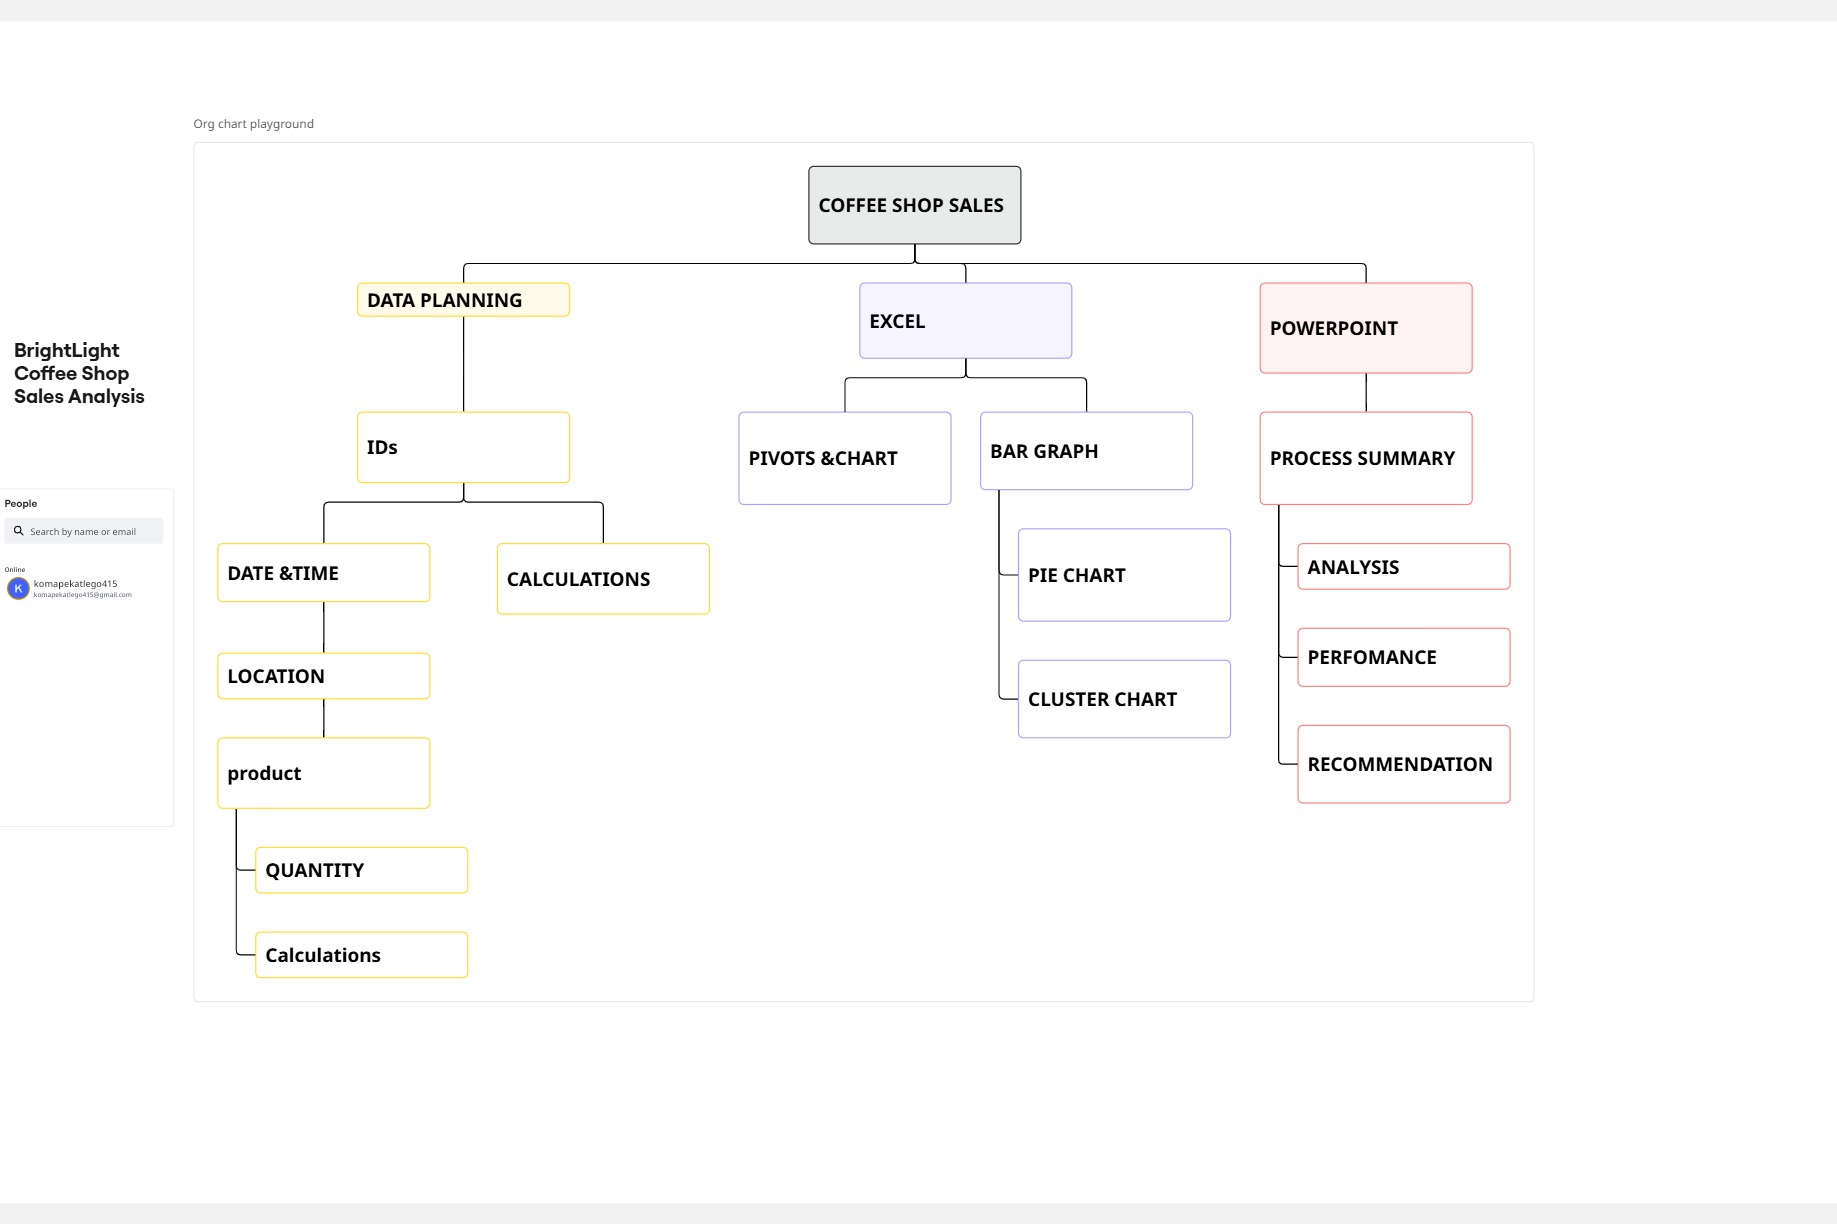 Org chart playground
COFFEE SHOP SALES
DATA PLANNING
EXCEL
POWERPOINT
BrightLight
Coffee Shop
Sales Analysis
IDs
PIVOTS &CHART
BAR GRAPH
PROCESS SUMMARY
People
Search by name or email
Online
K
komapekatlego415
komapekatlego415@gmail.com
DATE &TIME
CALCULATIONS
PIE CHART
ANALYSIS
LOCATION
CLUSTER CHART
PERFOMANCE
product
RECOMMENDATION
QUANTITY
Calculations